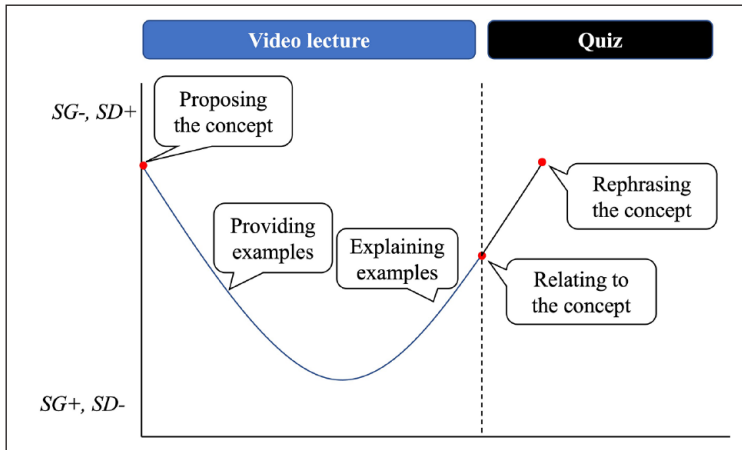 Video lecture
Quiz
SG-, SD+
Proposing
the concept
Providing
examples
Explaining
examples
Rephrasing
the concept
Relating to
the concept
SG+, SD-